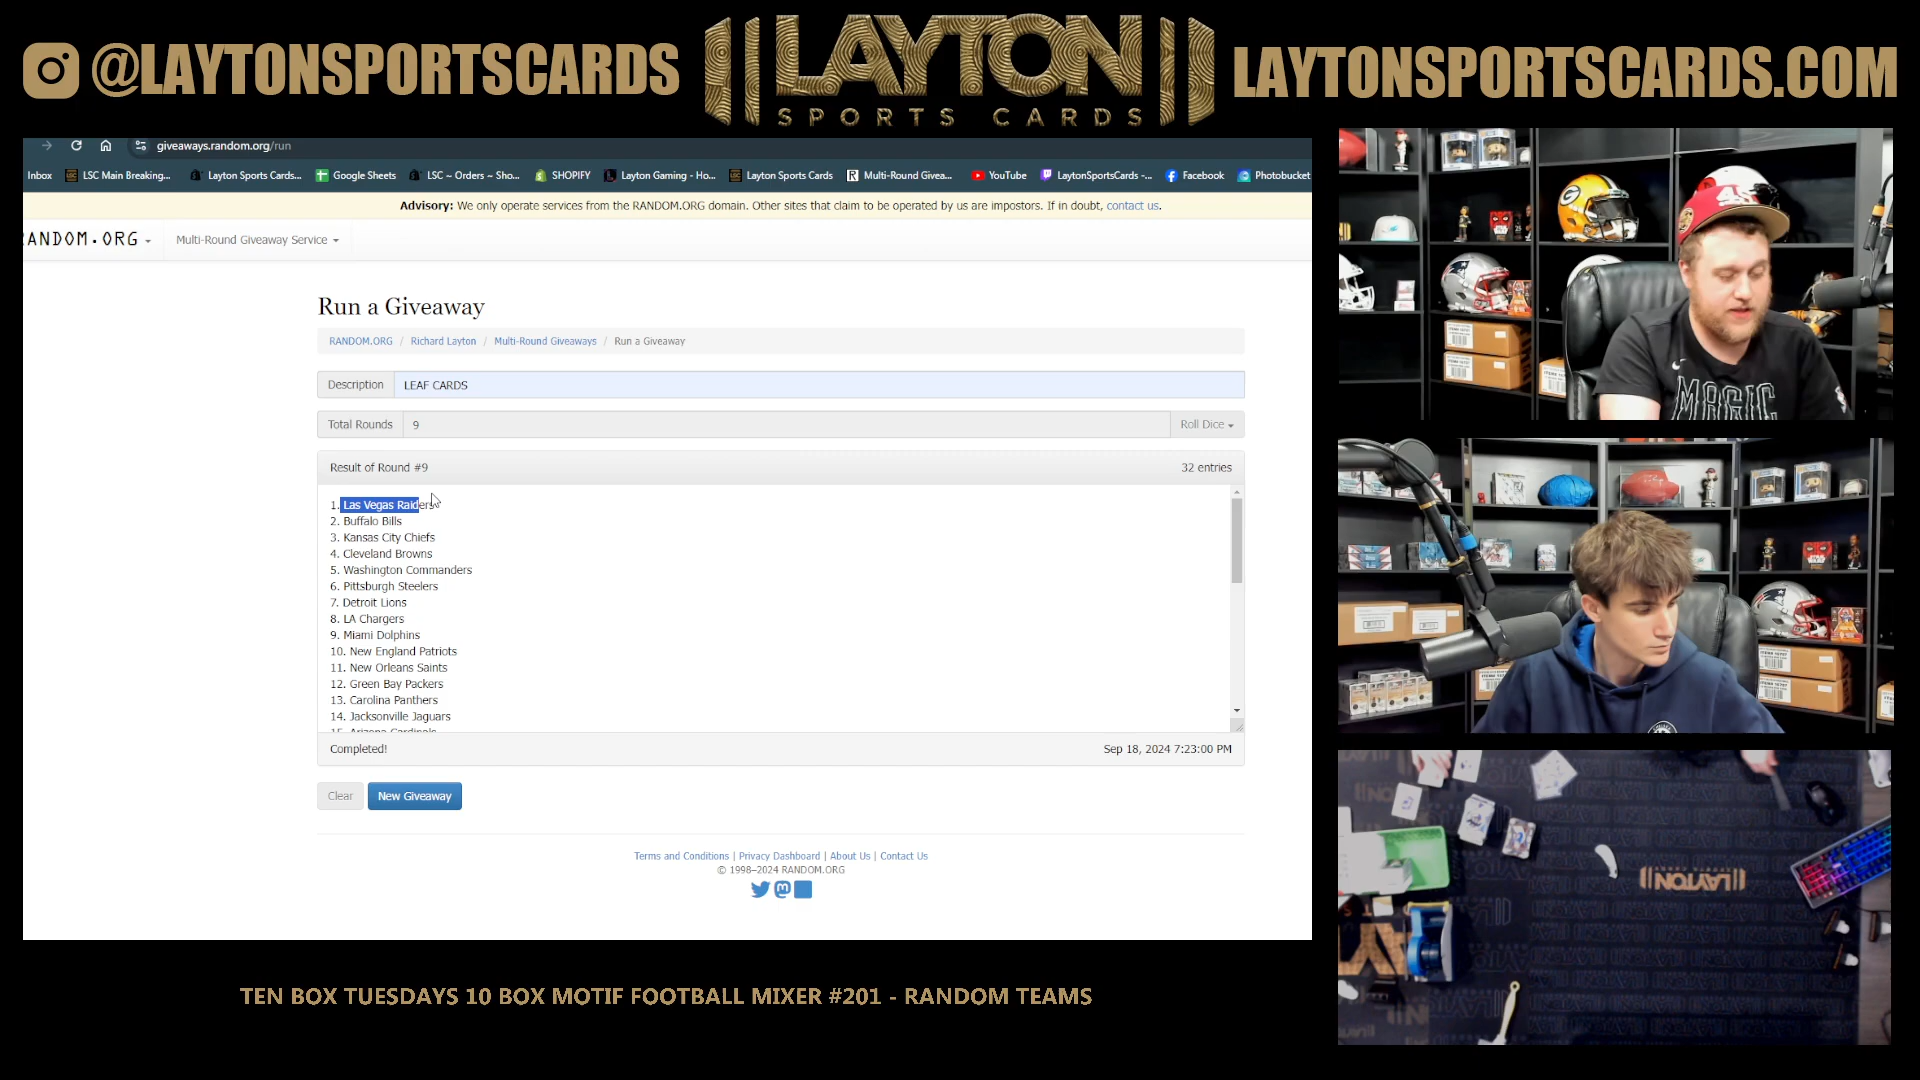 @LAYTONSPORTSCARDS
LAYTON
SPORTS CARDS
LAYTONSPORTSCARDS.COM
giveaways.random.org/run
Inbox LSC Main Breaking... Layton Sports Cards... Google Sheets LSC ~ Orders ~ Sho... SHOPIFY Layton Gaming - Ho... Layton Sports Cards Multi-Round Givea... YouTube LaytonSportsCards -... Facebook Photobucket
Advisory: We only operate services from the RANDOM.ORG domain. Other sites that claim to be operated by us are impostors. If in doubt, contact us.
RANDOM.ORG Multi-Round Giveaway Service
Run a Giveaway
RANDOM.ORG / Richard Layton / Multi-Round Giveaways / Run a Giveaway
Description LEAF CARDS
Total Rounds 9 Roll Dice
Result of Round #9 32 entries
1. Las Vegas Raiders
2. Buffalo Bills
3. Kansas City Chiefs
4. Cleveland Browns
5. Washington Commanders
6. Pittsburgh Steelers
7. Detroit Lions
8. LA Chargers
9. Miami Dolphins
10. New England Patriots
11. New Orleans Saints
12. Green Bay Packers
13. Carolina Panthers
14. Jacksonville Jaguars
15. Arizona Cardinals
Completed! Sep 18, 2024 7:23:00 PM
Clear New Giveaway
Terms and Conditions | Privacy Dashboard | About Us | Contact Us
© 1998–2024 RANDOM.ORG
MAGIC
LAYTON
TEN BOX TUESDAYS 10 BOX MOTIF FOOTBALL MIXER #201 - RANDOM TEAMS